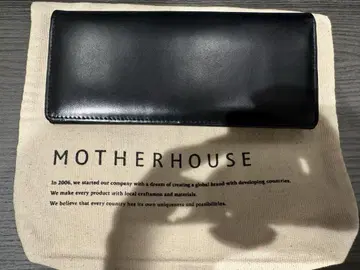 MOTHERHOUSE
In 2006, we started our company with a dream of creating a global brand with developing countries.
We make every product with local craftsmen and materials.
We believe that every country has its own uniqueness and possibilities.